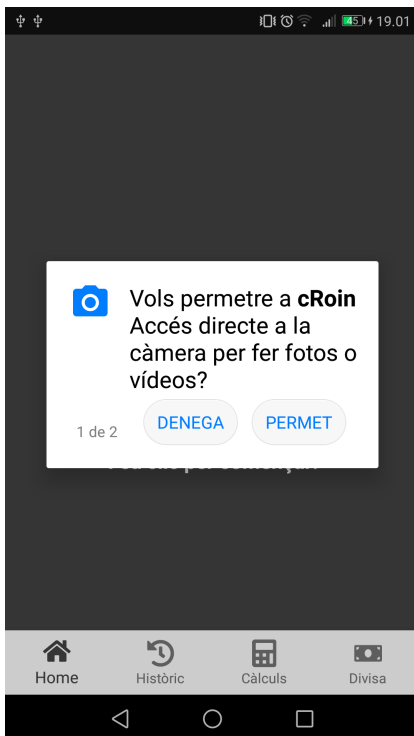 45 19.01
Vols permetre a cRoin
Accés directe a la
càmera per fer fotos o
vídeos?
1 de 2 DENEGA PERMET
Home Històric Càlculs Divisa